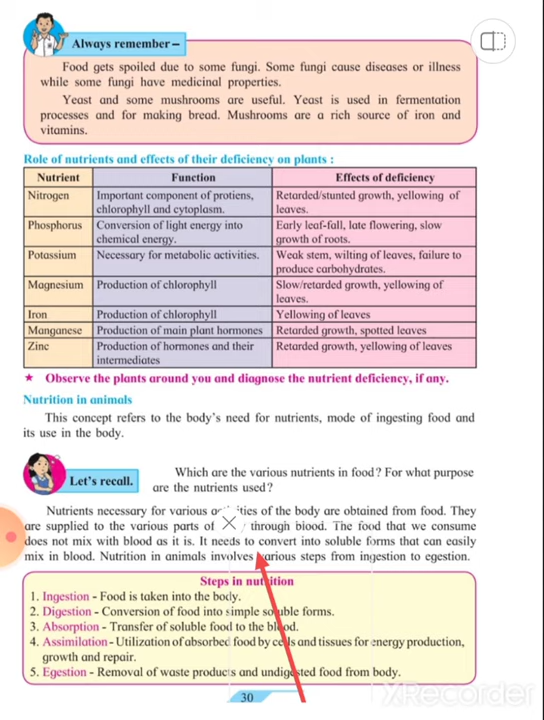 Always remember –
Food gets spoiled due to some fungi. Some fungi cause diseases or illness
while some fungi have medicinal properties.
Yeast and some mushrooms are useful. Yeast is used in fermentation
processes and for making bread. Mushrooms are a rich source of iron and
vitamins.
Role of nutrients and effects of their deficiency on plants :
Nutrient Function Effects of deficiency
Nitrogen Important component of protiens, Retarded/stunted growth, yellowing of
chlorophyll and cytoplasm. leaves.
Phosphorus Conversion of light energy into Early leaf-fall, late flowering, slow
chemical energy. growth of roots.
Potassium Necessary for metabolic activities. Weak stem, wilting of leaves, failure to
produce carbohydrates.
Magnesium Production of chlorophyll Slow/retarded growth, yellowing of
leaves.
Iron Production of chlorophyll Yellowing of leaves
Manganese Production of main plant hormones Retarded growth, spotted leaves
Zinc Production of hormones and their Retarded growth, yellowing of leaves
intermediates
★ Observe the plants around you and diagnose the nutrient deficiency, if any.
Nutrition in animals
This concept refers to the body's need for nutrients, mode of ingesting food and
its use in the body.
Let's recall.
Which are the various nutrients in food? For what purpose
are the nutrients used?
Nutrients necessary for various of the body are obtained from food. They
are supplied to the various parts of through blood. The food that we consume
does not mix with blood as it is. It needs to convert into soluble forms that can easily
mix in blood. Nutrition in animals involves various steps from ingestion to egestion.
Steps in nutrition
1. Ingestion - Food is taken into the body.
2. Digestion - Conversion of food into simple soluble forms.
3. Absorption - Transfer of soluble food to the blood.
4. Assimilation - Utilization of absorbed food by cells and tissues for energy production,
growth and repair.
5. Egestion - Removal of waste products and undigested food from body.
30
XRecorder